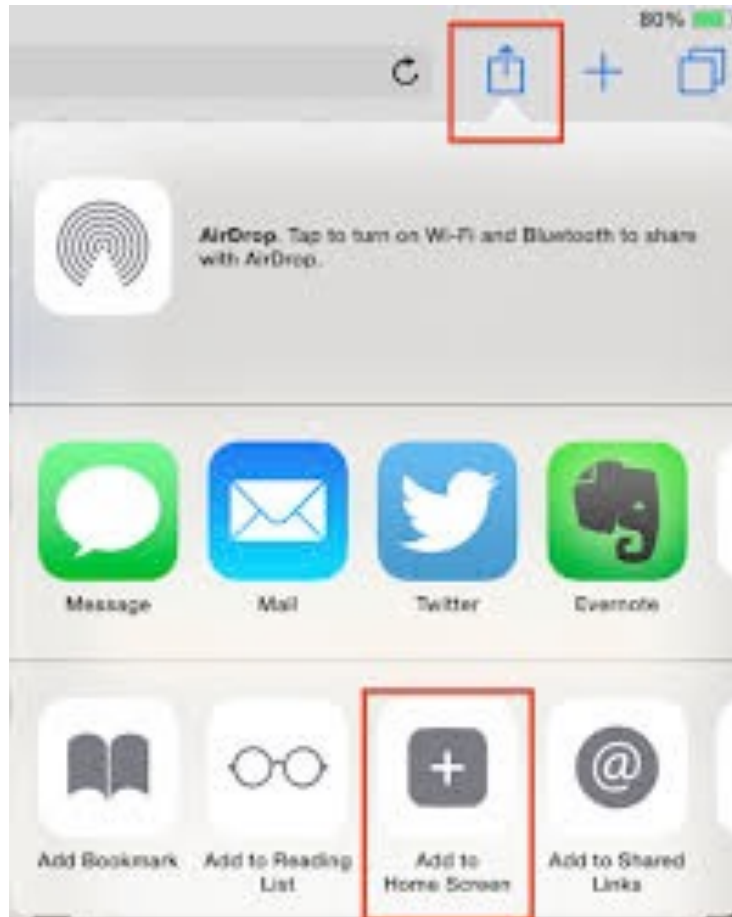 80%
AirDrop. Tap to turn on Wi-Fi and Bluetooth to share
with AirDrop.
Message
Mail
Twitter
Evernote
Add Bookmark
Add to Reading
List
Add to
Home Screen
Add to Shared
Links